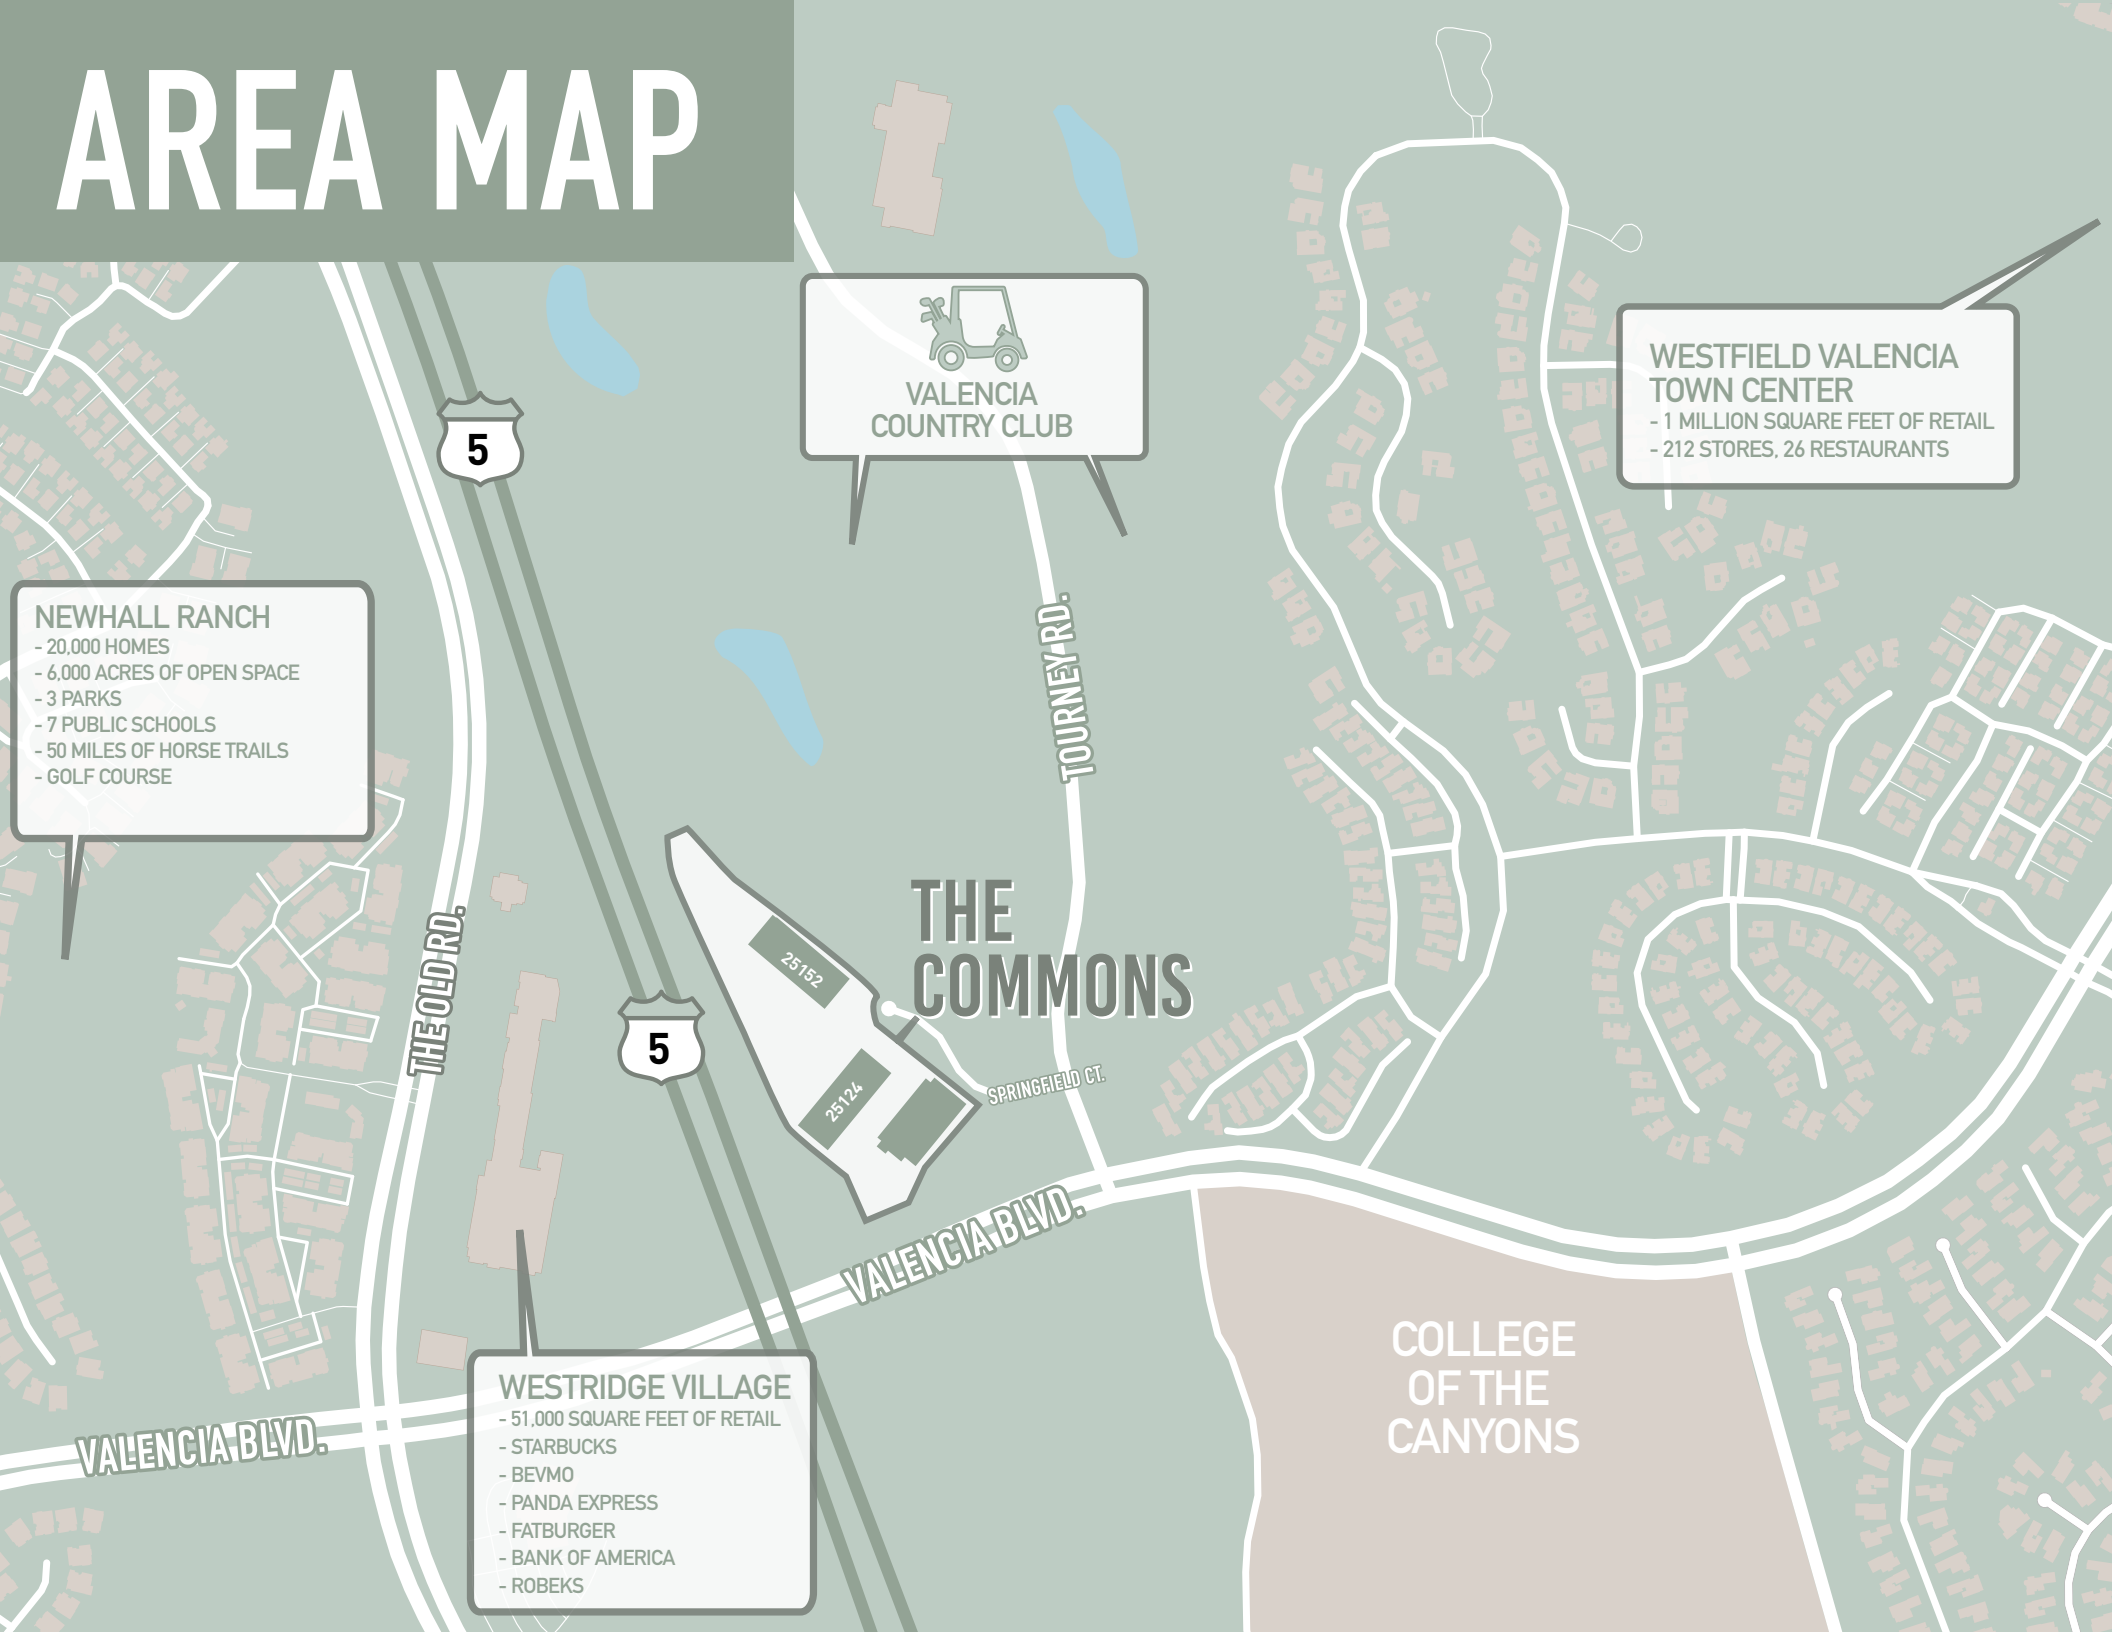 AREA MAP
5
VALENCIA
COUNTRY CLUB
WESTFIELD VALENCIA
TOWN CENTER
- 1 MILLION SQUARE FEET OF RETAIL
- 212 STORES, 26 RESTAURANTS
NEWHALL RANCH
- 20,000 HOMES
- 6,000 ACRES OF OPEN SPACE
- 3 PARKS
- 7 PUBLIC SCHOOLS
- 50 MILES OF HORSE TRAILS
- GOLF COURSE
TOURNEY RD.
THE OLD RD.
THE
COMMONS
25152
5
25124
SPRINGFIELD CT.
VALENCIA BLVD.
COLLEGE
OF THE
CANYONS
VALENCIA BLVD.
WESTRIDGE VILLAGE
- 51,000 SQUARE FEET OF RETAIL
- STARBUCKS
- BEVMO
- PANDA EXPRESS
- FATBURGER
- BANK OF AMERICA
- ROBEKS